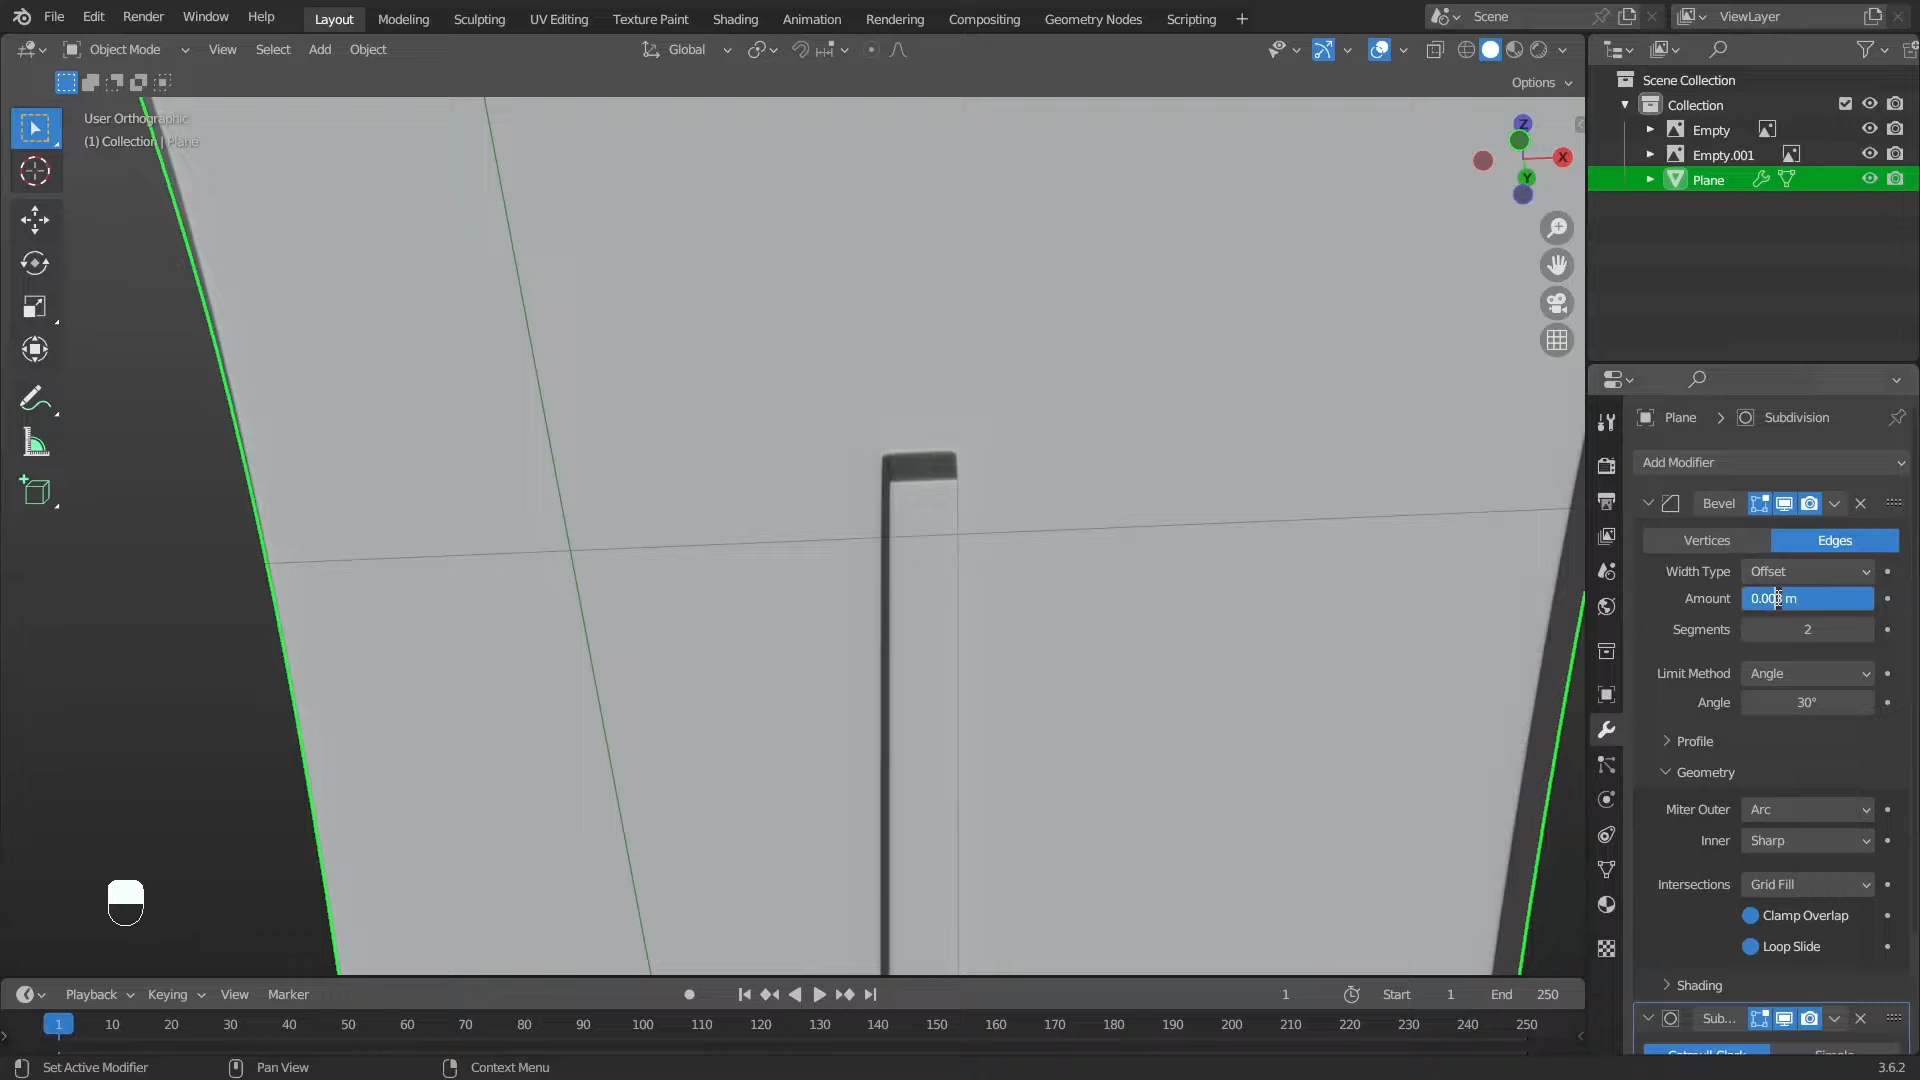 File Edit Render Window Help Layout Modeling Sculpting UV Editing Texture Paint Shading Animation Rendering Compositing Geometry Nodes Scripting + Scene ViewLayer
Object Mode View Select Add Object Global
Options
User Orthographic
(1) Collection | Plane
Z
X
Y
Scene Collection
Collection
Empty
Empty.001
Plane
Plane > Subdivision
Add Modifier
Bevel
Vertices Edges
Width Type Offset
Amount 0.003 m
Segments 2
Limit Method Angle
Angle 30°
Profile
Geometry
Miter Outer Arc
Inner Sharp
Intersections Grid Fill
Clamp Overlap
Loop Slide
Shading
Sub...
Catmull-Clark Simple
Playback Keying View Marker 1 Start 1 End 250
1 10 20 30 40 50 60 70 80 90 100 110 120 130 140 150 160 170 180 190 200 210 220 230 240 250
Set Active Modifier Pan View Context Menu 3.6.2